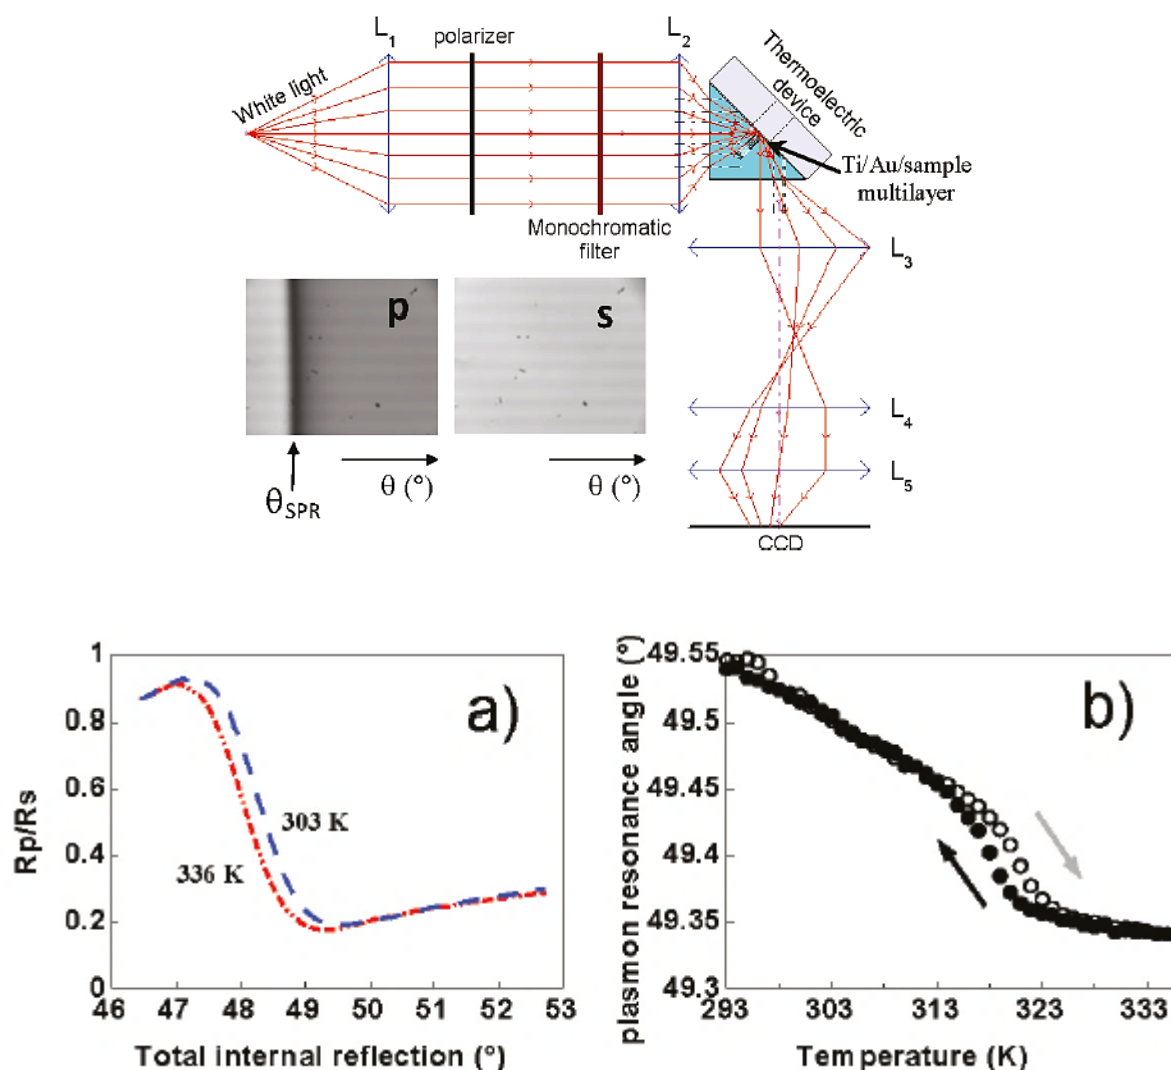 White light
L1
polarizer
Monochromatic
filter
L2
Thermoelectric
device
Ti/Au/sample
multilayer
L3
L4
L5
CCD
p
s
θSPR
θ (°)
θ (°)
a)
Rp/Rs
1
0.8
0.6
0.4
0.2
0
303 K
336 K
46 47 48 49 50 51 52 53
Total internal reflection (°)
b)
plasmon resonance angle (°)
49.55
49.5
49.45
49.4
49.35
49.3
293 303 313 323 333
Temperature (K)